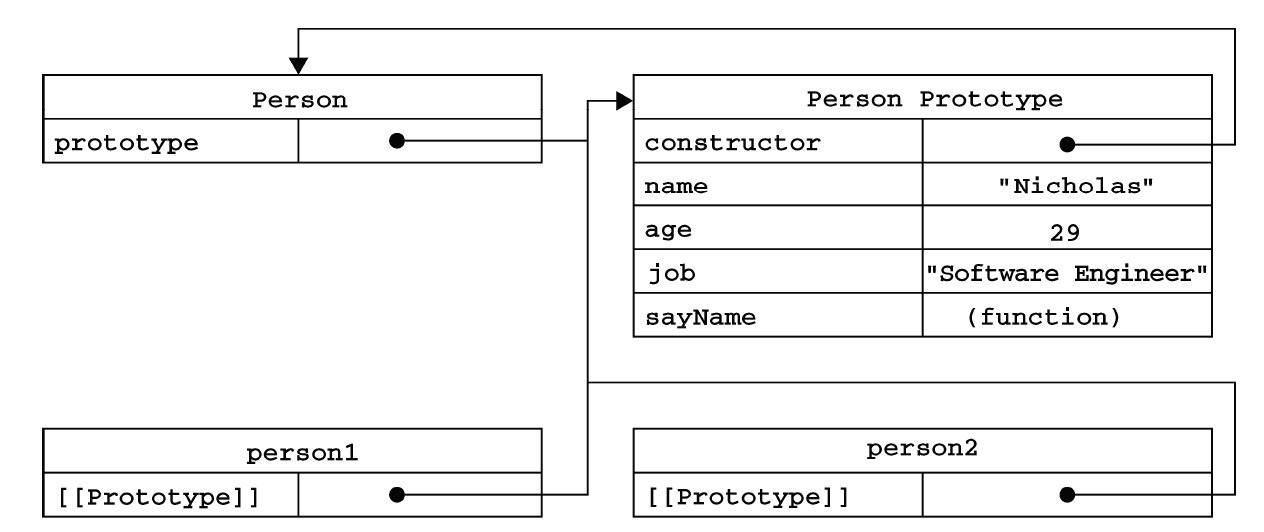 Person
prototype
Person Prototype
constructor
name "Nicholas"
age 29
job "Software Engineer"
sayName (function)
person1
[[Prototype]]
person2
[[Prototype]]